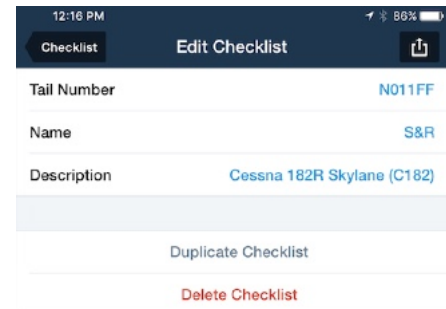 12:16 PM 86%
Checklist Edit Checklist
Tail Number N011FF
Name S&R
Description Cessna 182R Skylane (C182)
Duplicate Checklist
Delete Checklist